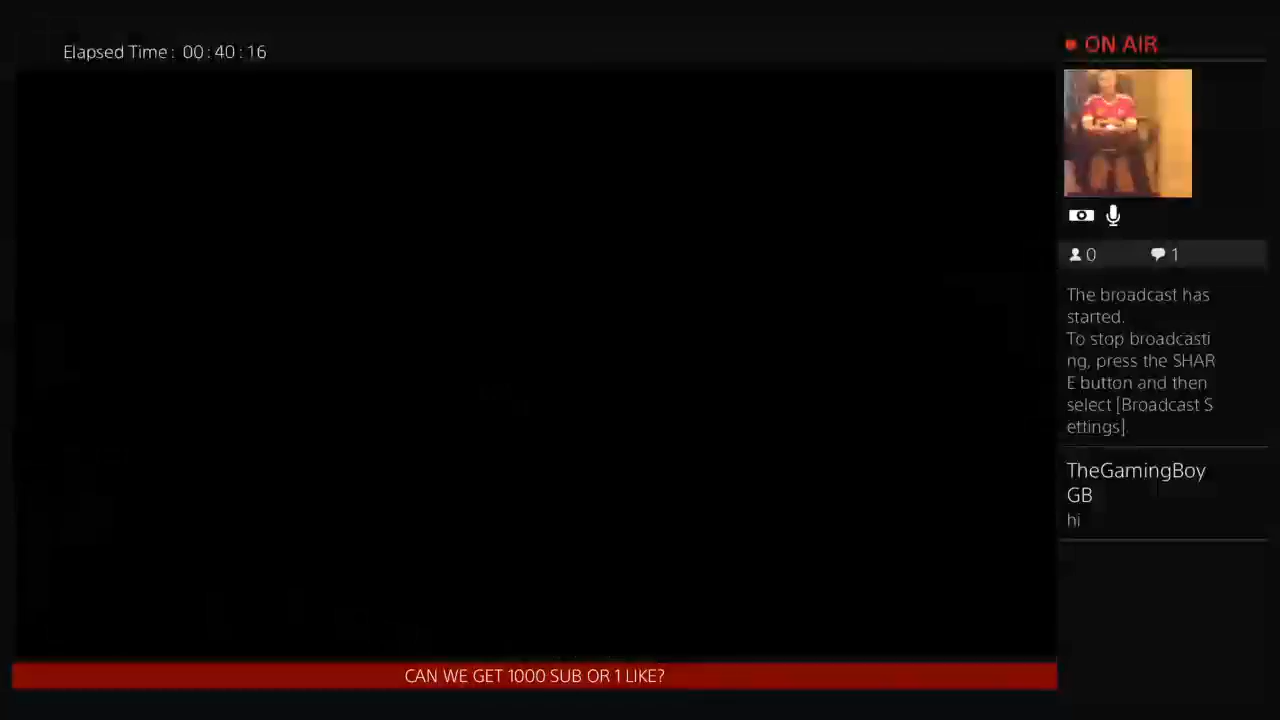 Elapsed Time: 00:40:16
ON AIR
0 1
The broadcast has
started.
To stop broadcasti
ng, press the SHAR
E button and then
select [Broadcast S
ettings].
TheGamingBoy
GB
hi
CAN WE GET 1000 SUB OR 1 LIKE?